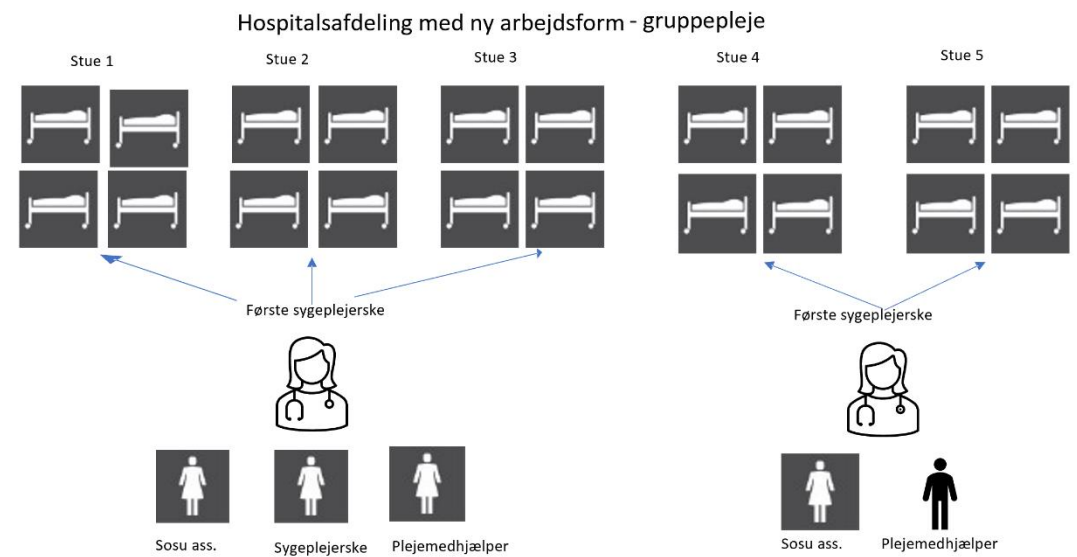 Hospitalsafdeling med ny arbejdsform - gruppepleje
Stue 1
Stue 2
Stue 3
Stue 4
Stue 5
Første sygeplejerske
Første sygeplejerske
Sosu ass.
Sygeplejerske
Plejemedhjælper
Sosu ass.
Plejemedhjælper